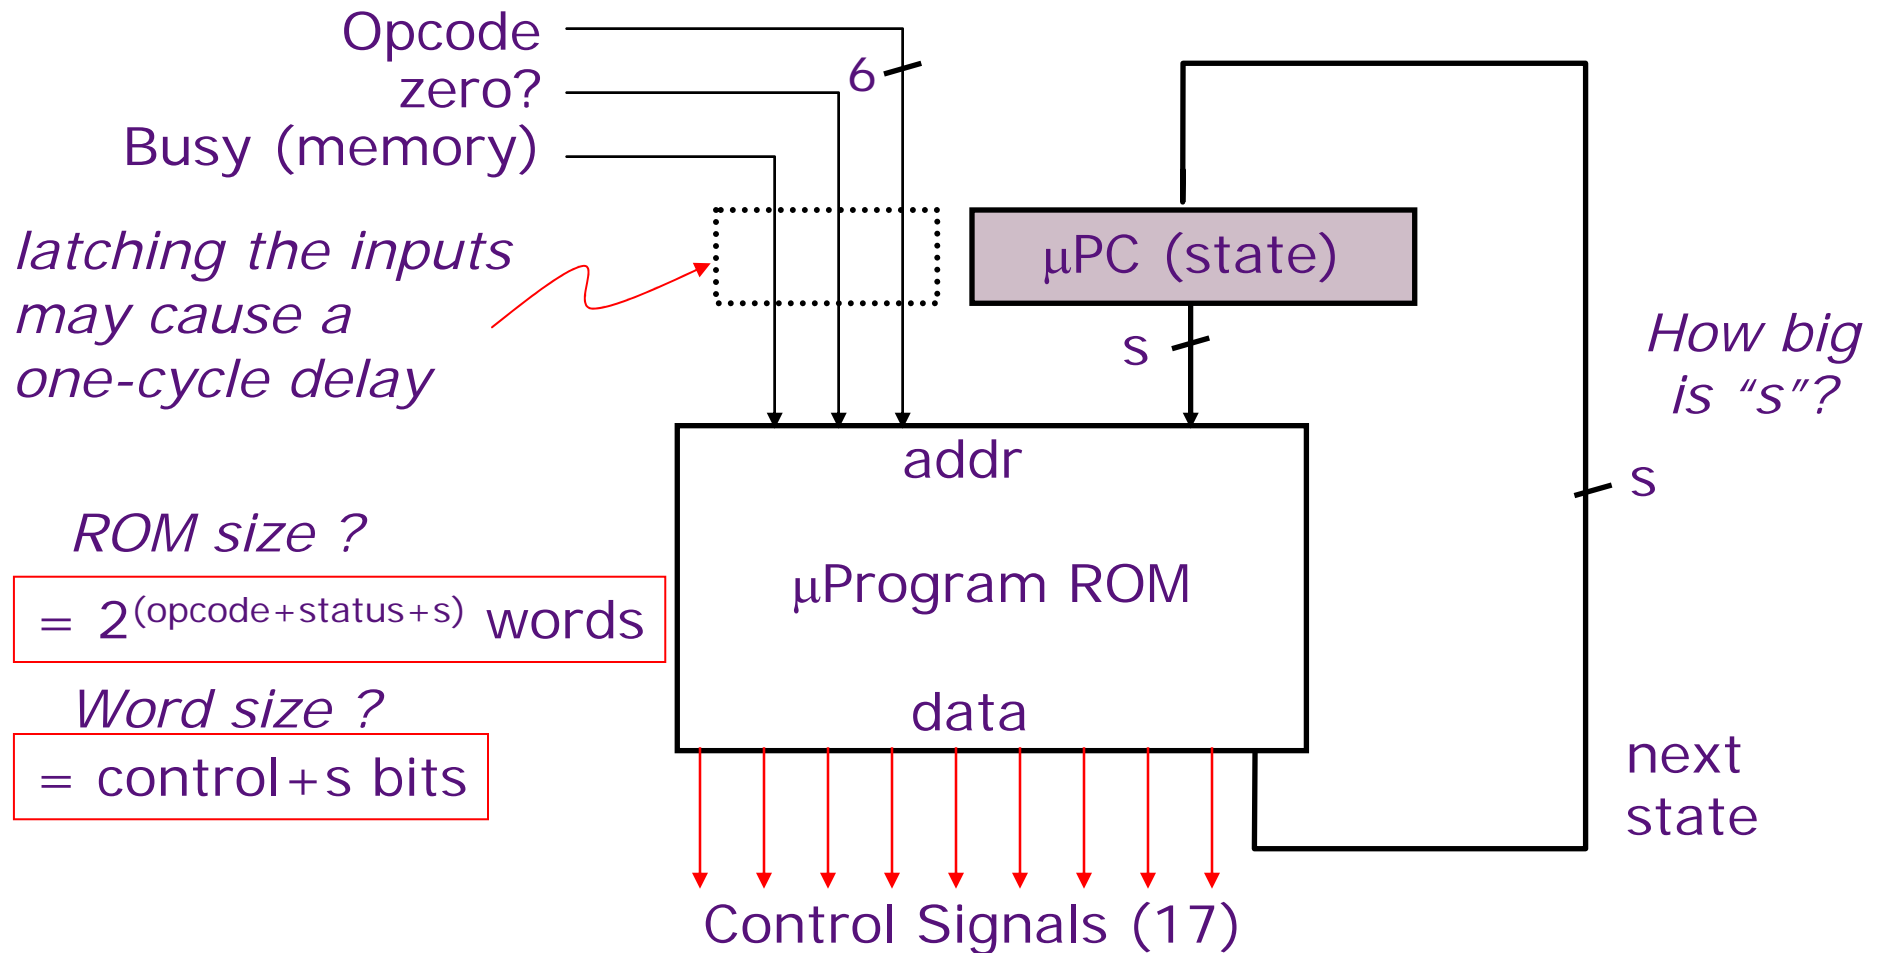 Opcode
zero?
Busy (memory)
6
latching the inputs
may cause a
one-cycle delay
μPC (state)
s
How big
is “s”?
s
addr
ROM size ?
= 2^(opcode+status+s) words
μProgram ROM
Word size ?
= control+s bits
data
next
state
Control Signals (17)